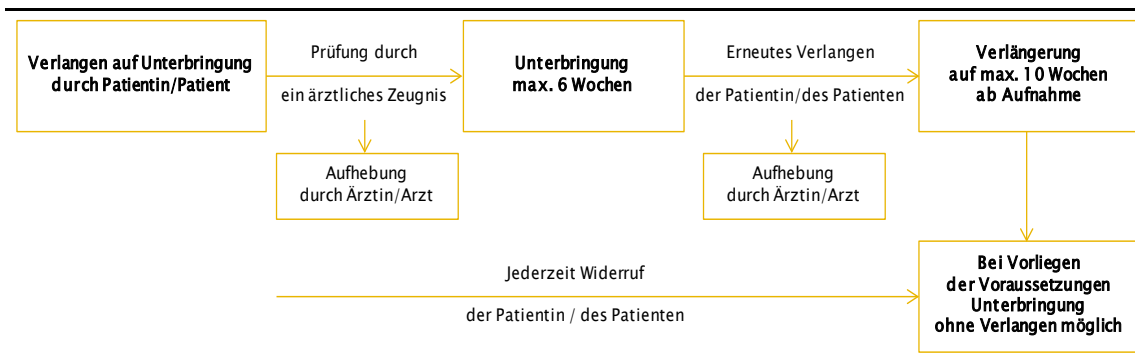 Verlangen auf Unterbringung
durch Patientin/Patient
Prüfung durch
ein ärztliches Zeugnis
Unterbringung
max. 6 Wochen
Erneutes Verlangen
der Patientin/des Patienten
Verlängerung
auf max. 10 Wochen
ab Aufnahme
Aufhebung
durch Ärztin/Arzt
Aufhebung
durch Ärztin/Arzt
Jederzeit Widerruf
der Patientin / des Patienten
Bei Vorliegen
der Voraussetzungen
Unterbringung
ohne Verlangen möglich